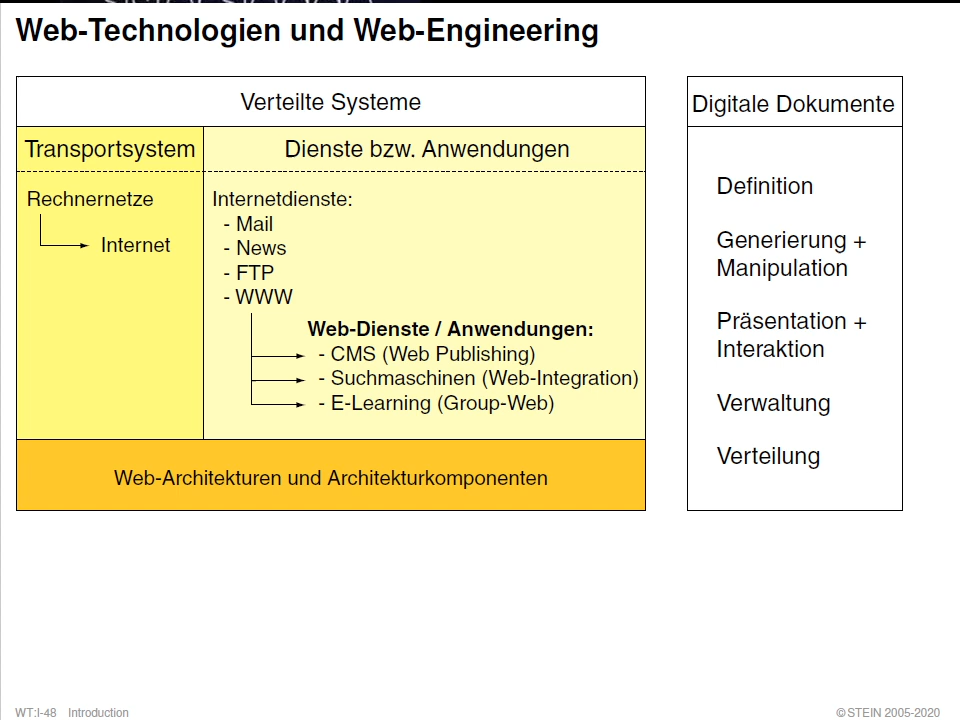 Web-Technologien und Web-Engineering
Verteilte Systeme
Transportsystem
Dienste bzw. Anwendungen
Rechnernetze
Internet
Internetdienste:
- Mail
- News
- FTP
- WWW
Web-Dienste / Anwendungen:
- CMS (Web Publishing)
- Suchmaschinen (Web-Integration)
- E-Learning (Group-Web)
Web-Architekturen und Architekturkomponenten
Digitale Dokumente
Definition
Generierung +
Manipulation
Präsentation +
Interaktion
Verwaltung
Verteilung
WT:I-48 Introduction
© STEIN 2005-2020